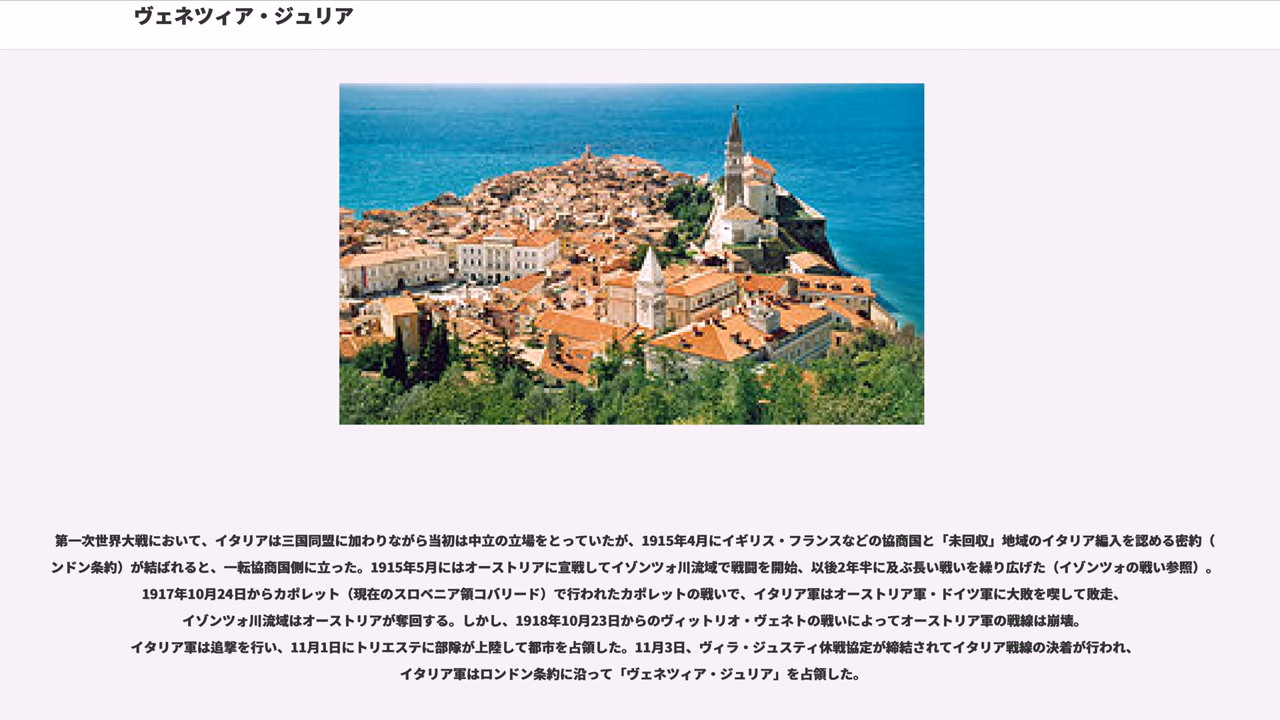 ヴェネツィア・ジュリア
第一次世界大戦において、イタリアは三国同盟に加わりながら当初は中立の立場をとっていたが、1915年4月にイギリス・フランスなどの協商国と「未回収」地域のイタリア編入を認める密約（
ンドン条約）が結ばれると、一転協商国側に立った。1915年5月にはオーストリアに宣戦してイゾンツォ川流域で戦闘を開始、以後2年半に及ぶ長い戦いを繰り広げた（イゾンツォの戦い参照）。
1917年10月24日からカポレット（現在のスロベニア領コバリード）で行われたカポレットの戦いで、イタリア軍はオーストリア軍・ドイツ軍に大敗を喫して敗走、
イゾンツォ川流域はオーストリアが奪回する。しかし、1918年10月23日からのヴィットリオ・ヴェネトの戦いによってオーストリア軍の戦線は崩壊。
イタリア軍は追撃を行い、11月1日にトリエステに部隊が上陸して都市を占領した。11月3日、ヴィラ・ジュスティ休戦協定が締結されてイタリア戦線の決着が行われ、
イタリア軍はロンドン条約に沿って「ヴェネツィア・ジュリア」を占領した。